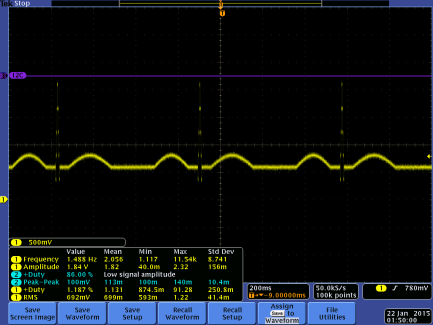 Tek Stop
I2C
1 500mV
Value Mean Min Max Std Dev
1 Frequency 1.488 Hz 2.056 1.117 11.54k 8.741
1 Amplitude 1.84 V 1.82 40.0m 2.32 156m
2 +Duty 86.00 % Low signal amplitude
2 Peak-Peak 100mV 113m 100m 140m 10.4m
1 +Duty 1.187 % 1.131 874.5m 91.28 250.8m
1 RMS 692mV 699m 593m 1.22 41.4m
200ms 50.0kS/s 1 780mV
-9.00000ms 100k points
Save Screen Image
Save Waveform
Save Setup
Recall Waveform
Recall Setup
Assign Save to Waveform
File Utilities
22 Jan 2015
01:50:00